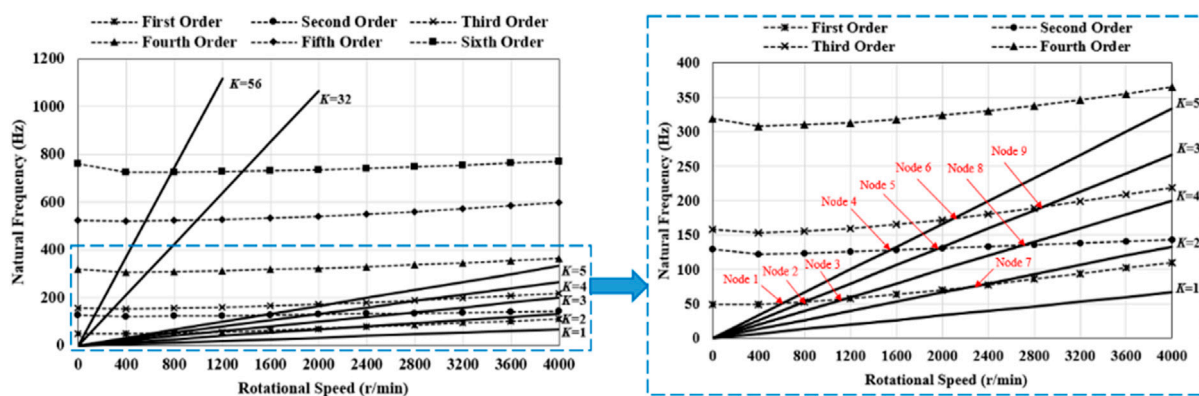 First Order Second Order Third Order
Fourth Order Fifth Order Sixth Order
1200
1000
800
600
400
200
0
Natural Frequency (Hz)
K=56
K=32
K=5
K=4
K=3
K=2
K=1
0 400 800 1200 1600 2000 2400 2800 3200 3600 4000
Rotational Speed (r/min)
First Order Second Order
Third Order Fourth Order
400
350
300
250
200
150
100
50
0
Natural Frequency (Hz)
K=5
K=3
K=4
K=2
K=1
Node 9
Node 6
Node 8
Node 5
Node 4
Node 1
Node 2
Node 3
Node 7
0 400 800 1200 1600 2000 2400 2800 3200 3600 4000
Rotational Speed (r/min)